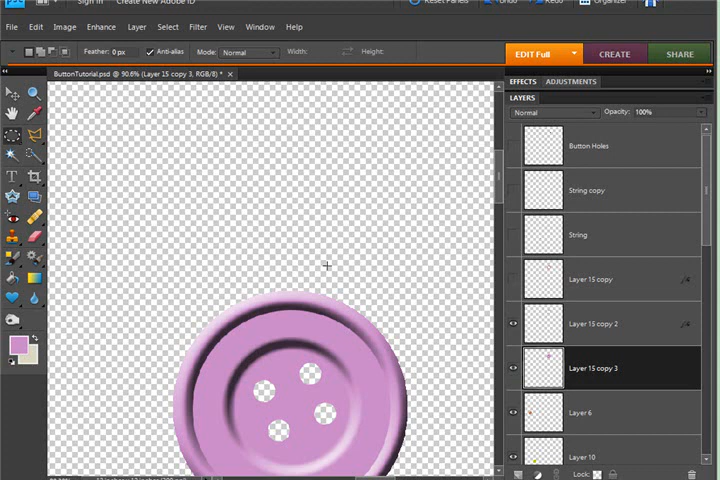 Sign In Create New Adobe ID Reset Panels Undo Redo Organizer
File Edit Image Enhance Layer Select Filter View Window Help
Feather: 0 px Anti-alias Mode: Normal Width: Height: EDIT Full CREATE SHARE
ButtonTutorial.psd @ 90.6% (Layer 15 copy 3, RGB/8) *
EFFECTS ADJUSTMENTS
LAYERS
Normal Opacity: 100%
Button Holes
String copy
String
Layer 15 copy
Layer 15 copy 2
Layer 15 copy 3
Layer 6
Layer 10
Lock: